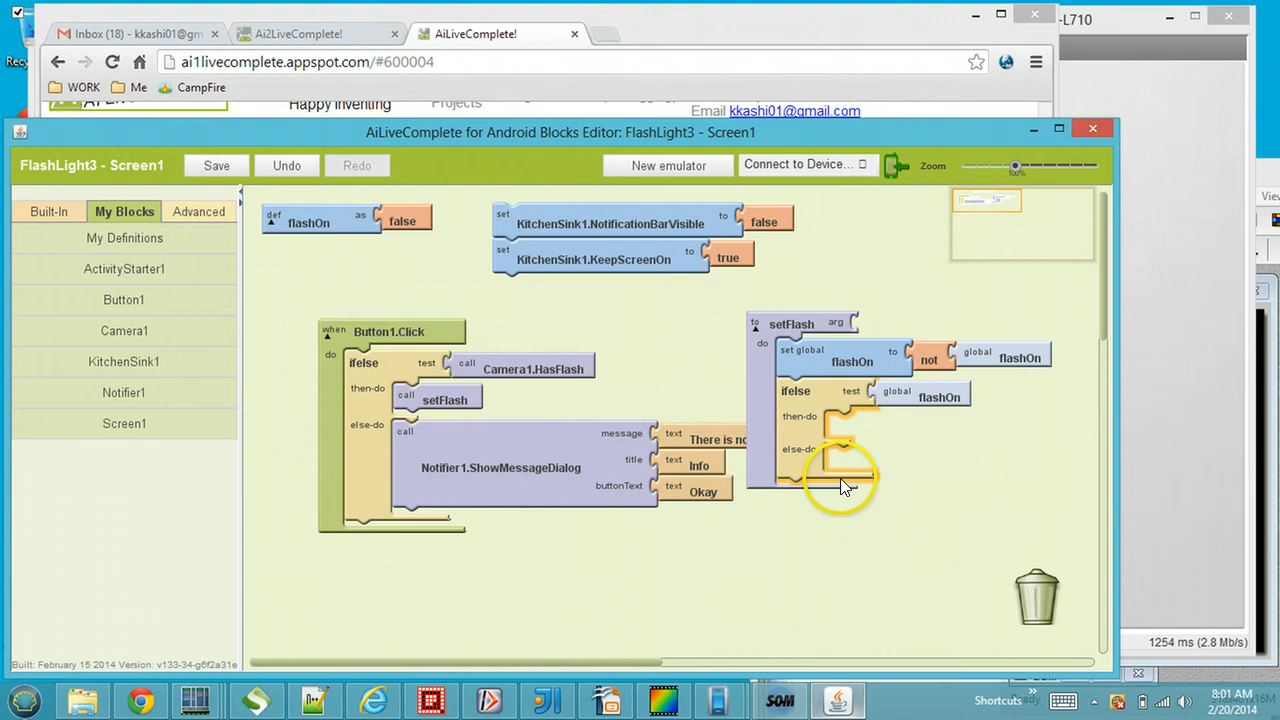 Inbox (18) - kkashi01@gm
Ai2LiveComplete!
AiLiveComplete!
-L710
ai1livecomplete.appspot.com/#600004
WORK
Me
CampFire
Happy Inventing
Projects
Email kkashi01@gmail.com
AiLiveComplete for Android Blocks Editor: FlashLight3 - Screen1
FlashLight3 - Screen1
Save
Undo
Redo
New emulator
Connect to Device...
Zoom
100%
Built-In
My Blocks
Advanced
My Definitions
ActivityStarter1
Button1
Camera1
KitchenSink1
Notifier1
Screen1
def flashOn as false
set KitchenSink1.NotificationBarVisible to false
set KitchenSink1.KeepScreenOn to true
when Button1.Click
do ifelse test call Camera1.HasFlash
then-do call setFlash
else-do call Notifier1.ShowMessageDialog
message text There is no
title text Info
buttonText text Okay
to setFlash arg
do set global flashOn to not global flashOn
ifelse test global flashOn
then-do
else-do
1254 ms (2.8 Mb/s)
Built: February 15 2014 Version: v133-34-g6f2a31e
Shortcuts
Ready
SOM
8:01 AM
2/20/2014